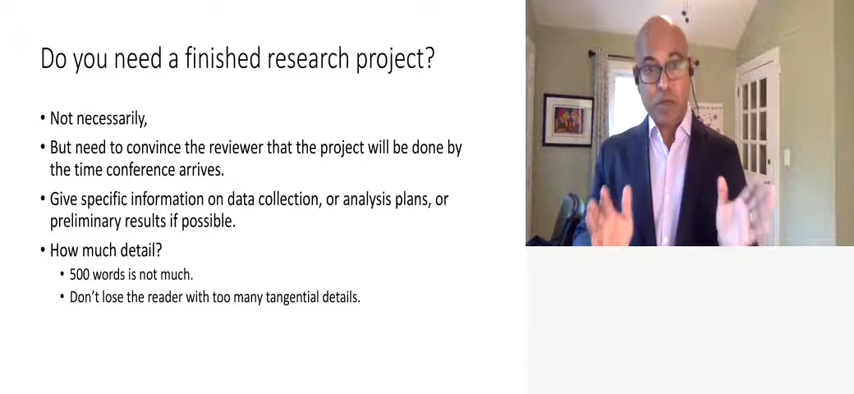 Do you need a finished research project?
• Not necessarily,
• But need to convince the reviewer that the project will be done by
the time conference arrives.
• Give specific information on data collection, or analysis plans, or
preliminary results if possible.
• How much detail?
• 500 words is not much.
• Don't lose the reader with too many tangential details.